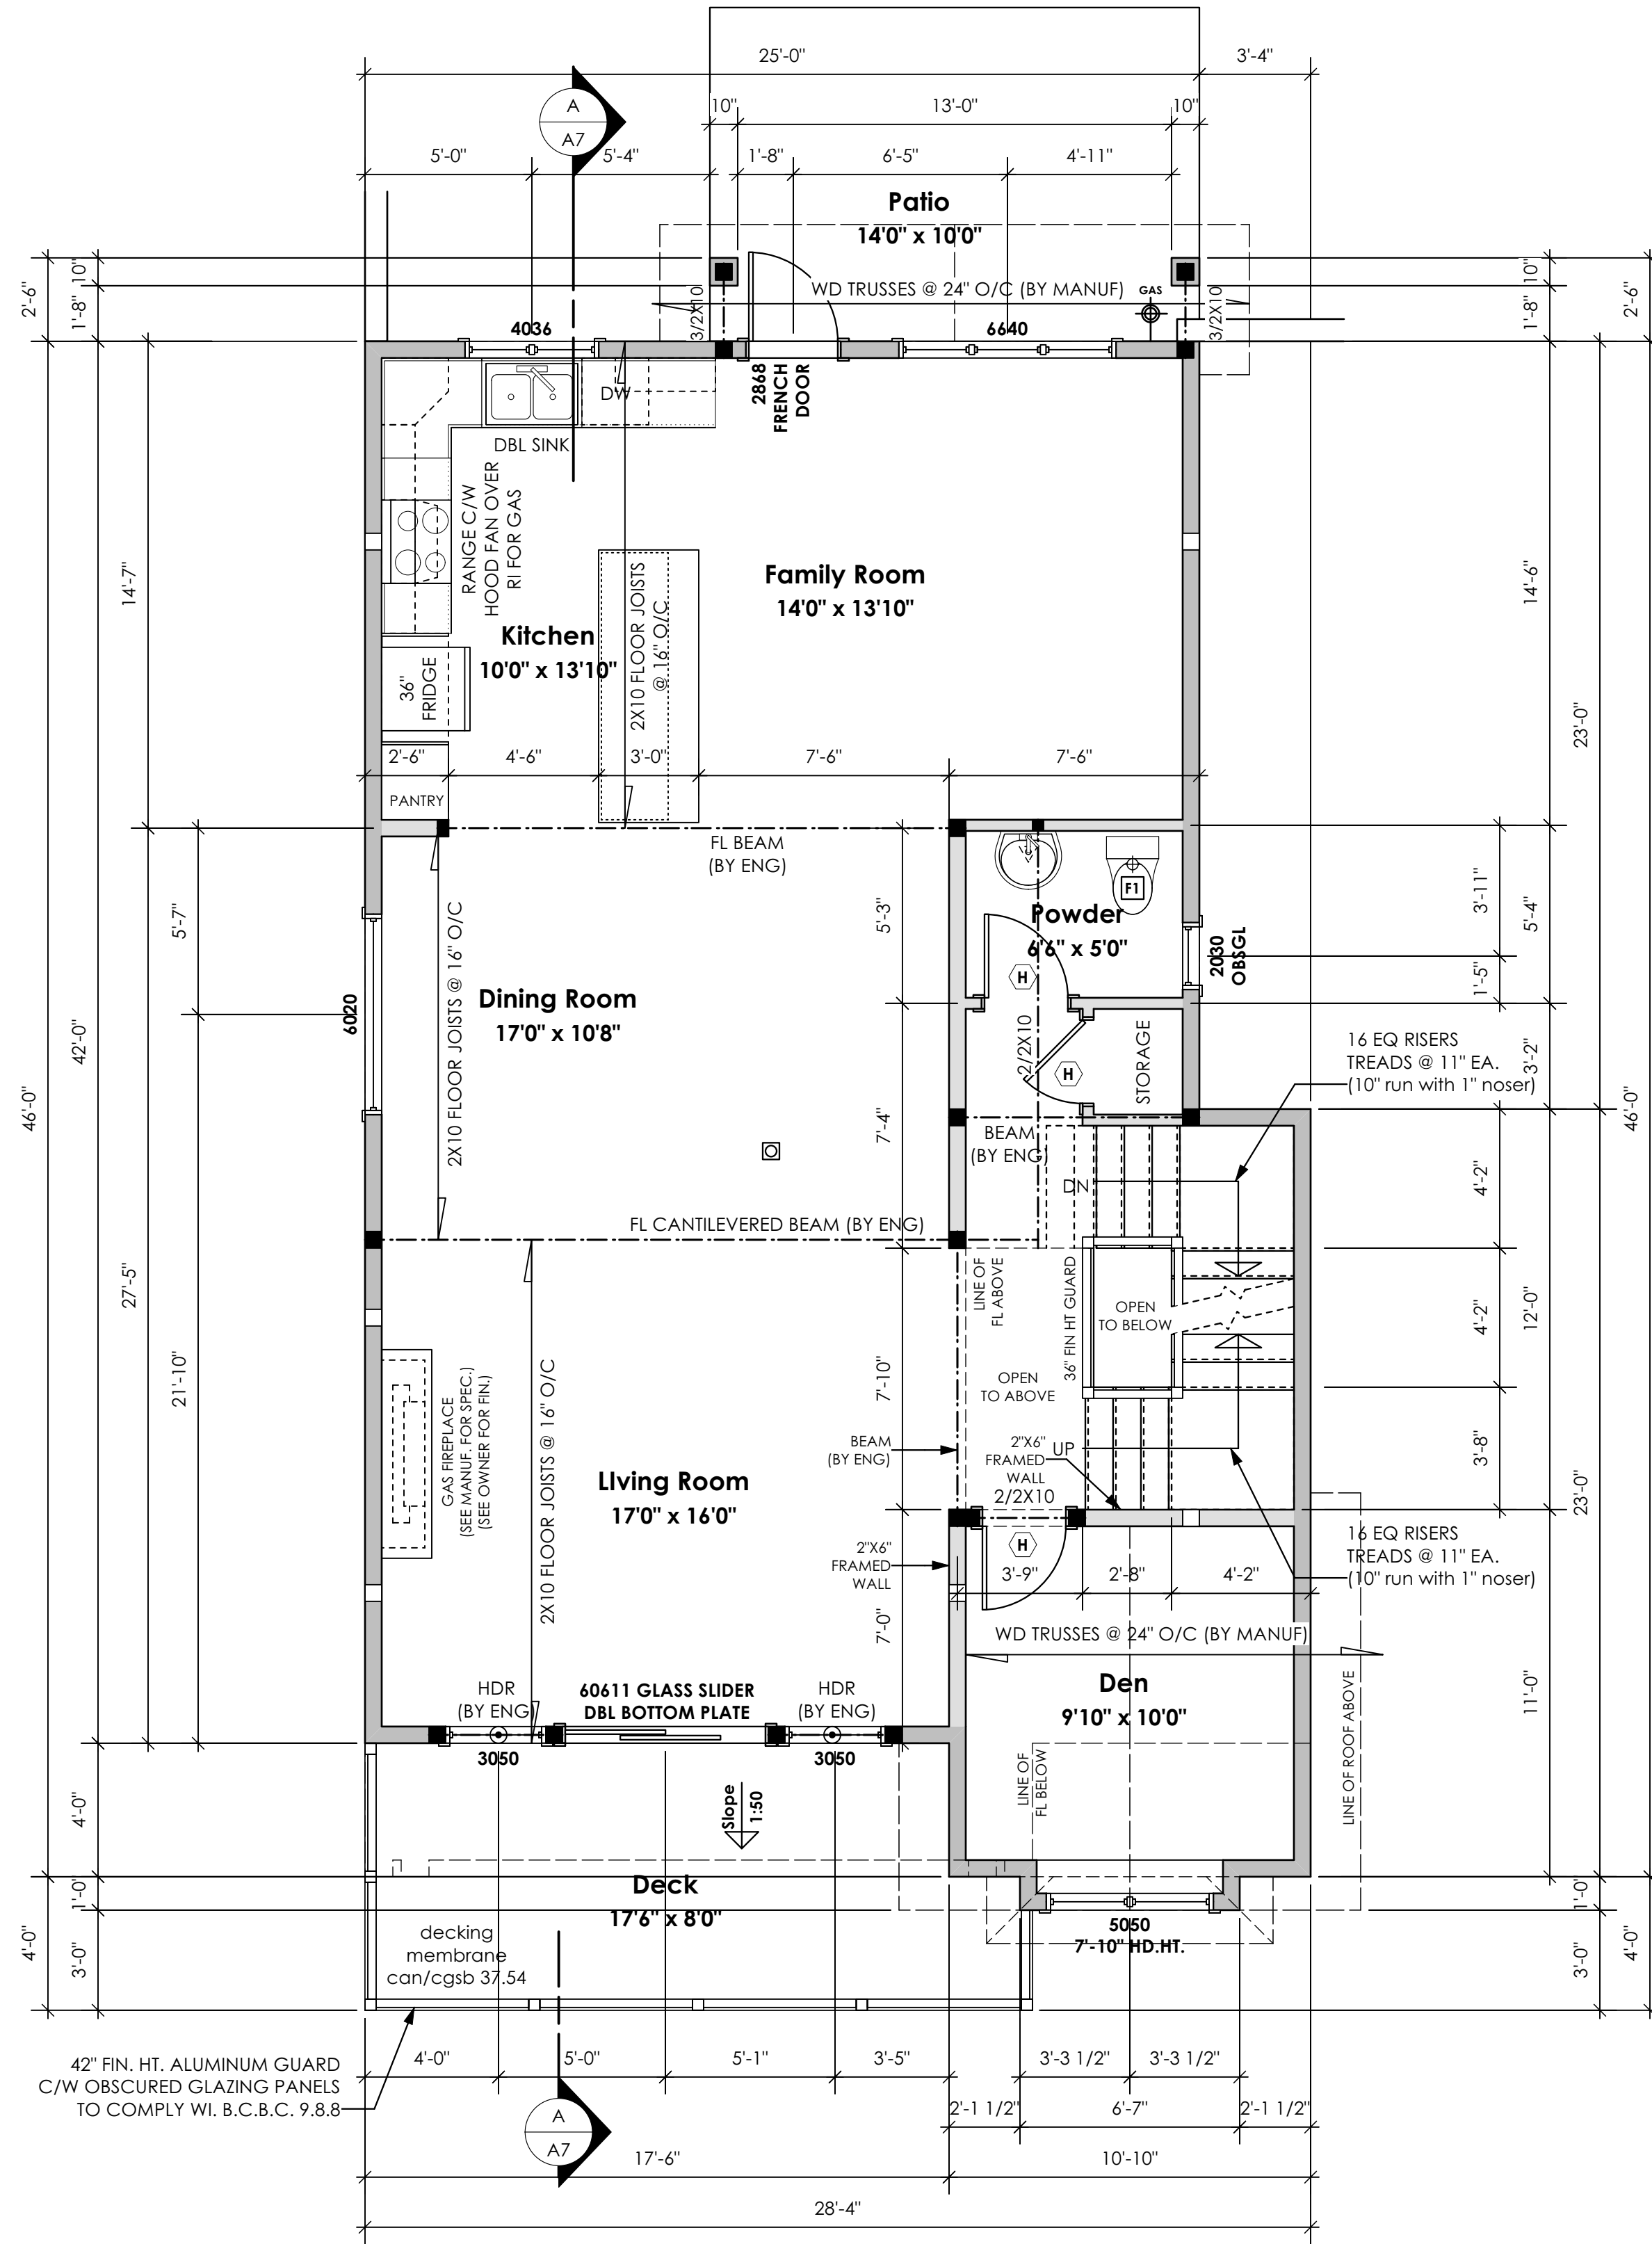 25'-0"
3'-4"
A
A7
10"
13'-0"
10"
5'-0"
5'-4"
1'-8"
6'-5"
4'-11"
Patio
14'0" x 10'0"
WD TRUSSES @ 24" O/C (BY MANUF)
GAS
3/2X10
3/2X10
4036
6640
2'-6"
10"
1'-8"
10"
1'-8"
2'-6"
DW
DBL SINK
2868
FRENCH
DOOR
RANGE C/W
HOOD FAN OVER
RI FOR GAS
Family Room
14'0" x 13'10"
Kitchen
10'0" x 13'10"
2X10 FLOOR JOISTS
@ 16" O/C
36"
FRIDGE
14'-7"
14'-6"
23'-0"
2'-6"
4'-6"
3'-0"
7'-6"
7'-6"
PANTRY
FL BEAM
(BY ENG)
F1
Powder
6'6" x 5'0"
H
2030
OBSGL
5'-7"
5'-3"
3'-11"
5'-4"
1'-5"
2X10 FLOOR JOISTS @ 16" O/C
Dining Room
17'0" x 10'8"
6020
42'-0"
46'-0"
2/2X10
H
STORAGE
3'-2"
16 EQ RISERS
TREADS @ 11" EA.
(10" run with 1" noser)
46'-0"
7'-4"
BEAM
(BY ENG)
DN
4'-2"
FL CANTILEVERED BEAM (BY ENG)
LINE OF
FL ABOVE
36" FIN HT GUARD
OPEN
TO BELOW
4'-2"
12'-0"
27'-5"
21'-10"
7'-10"
OPEN
TO ABOVE
GAS FIREPLACE
(SEE MANUF. FOR SPEC.)
(SEE OWNER FOR FIN.)
2X10 FLOOR JOISTS @ 16" O/C
BEAM
(BY ENG)
2"X6"
FRAMED
WALL
UP
2/2X10
3'-8"
LIving Room
17'0" x 16'0"
23'-0"
2"X6"
FRAMED
WALL
H
3'-9"
2'-8"
4'-2"
16 EQ RISERS
TREADS @ 11" EA.
(10" run with 1" noser)
7'-0"
WD TRUSSES @ 24" O/C (BY MANUF)
Den
9'10" x 10'0"
11'-0"
LINE OF ROOF ABOVE
HDR
(BY ENG)
60611 GLASS SLIDER
DBL BOTTOM PLATE
HDR
(BY ENG)
3050
3050
LINE OF
FL BELOW
Slope
1:50
4'-0"
Deck
17'6" x 8'0"
decking
membrane
can/cgsb 37.54
5050
7'-10" HD.HT.
4'-0"
1'-0"
3'-0"
1'-0"
3'-0"
4'-0"
42" FIN. HT. ALUMINUM GUARD
C/W OBSCURED GLAZING PANELS
TO COMPLY WI. B.C.B.C. 9.8.8
4'-0"
5'-0"
5'-1"
3'-5"
3'-3 1/2"
3'-3 1/2"
2'-1 1/2"
6'-7"
2'-1 1/2"
A
A7
17'-6"
10'-10"
28'-4"